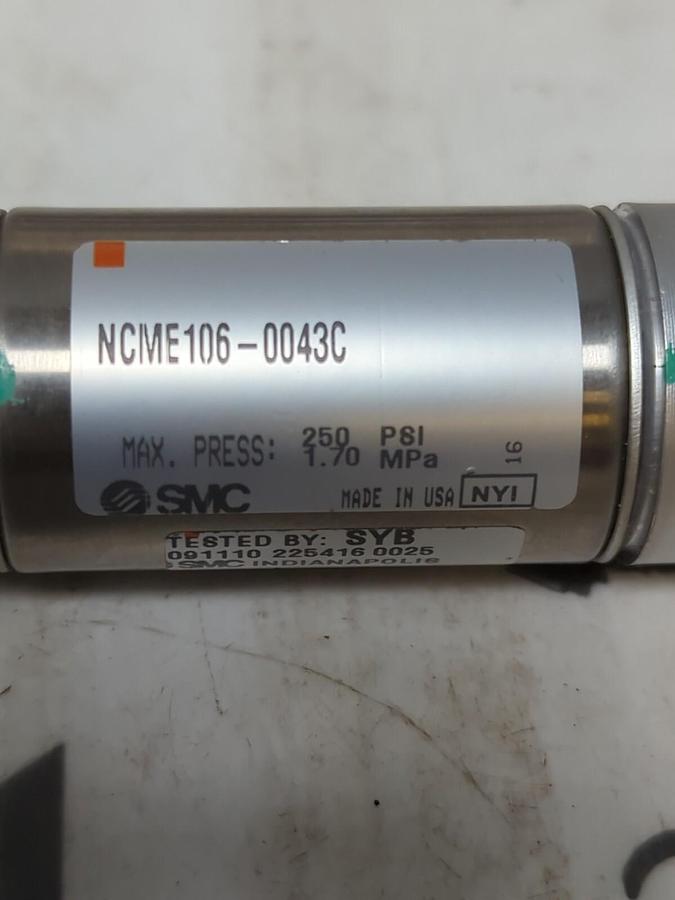 NCME106-0043C
MAX. PRESS: 250 PSI
1.70 MPa
16
SMC MADE IN USA NYI
TESTED BY: SYB
091110 225416 0025
SMC INDIANAPOLIS